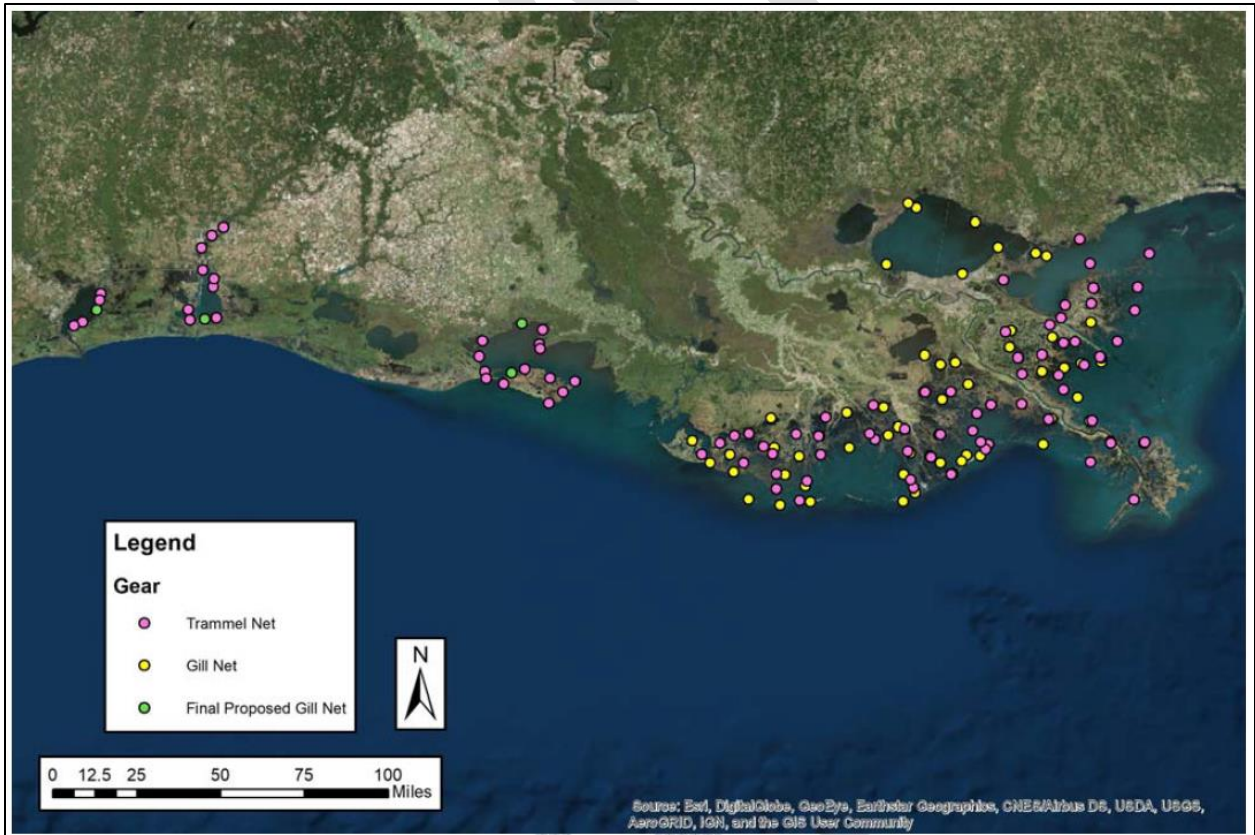 Legend
Gear
Trammel Net
Gill Net
Final Proposed Gill Net
N
0 12.5 25 50 75 100
Miles
Source: Esri, DigitalGlobe, GeoEye, Earthstar Geographics, CNES/Airbus DS, USDA, USGS,
AeroGRID, IGN, and the GIS User Community